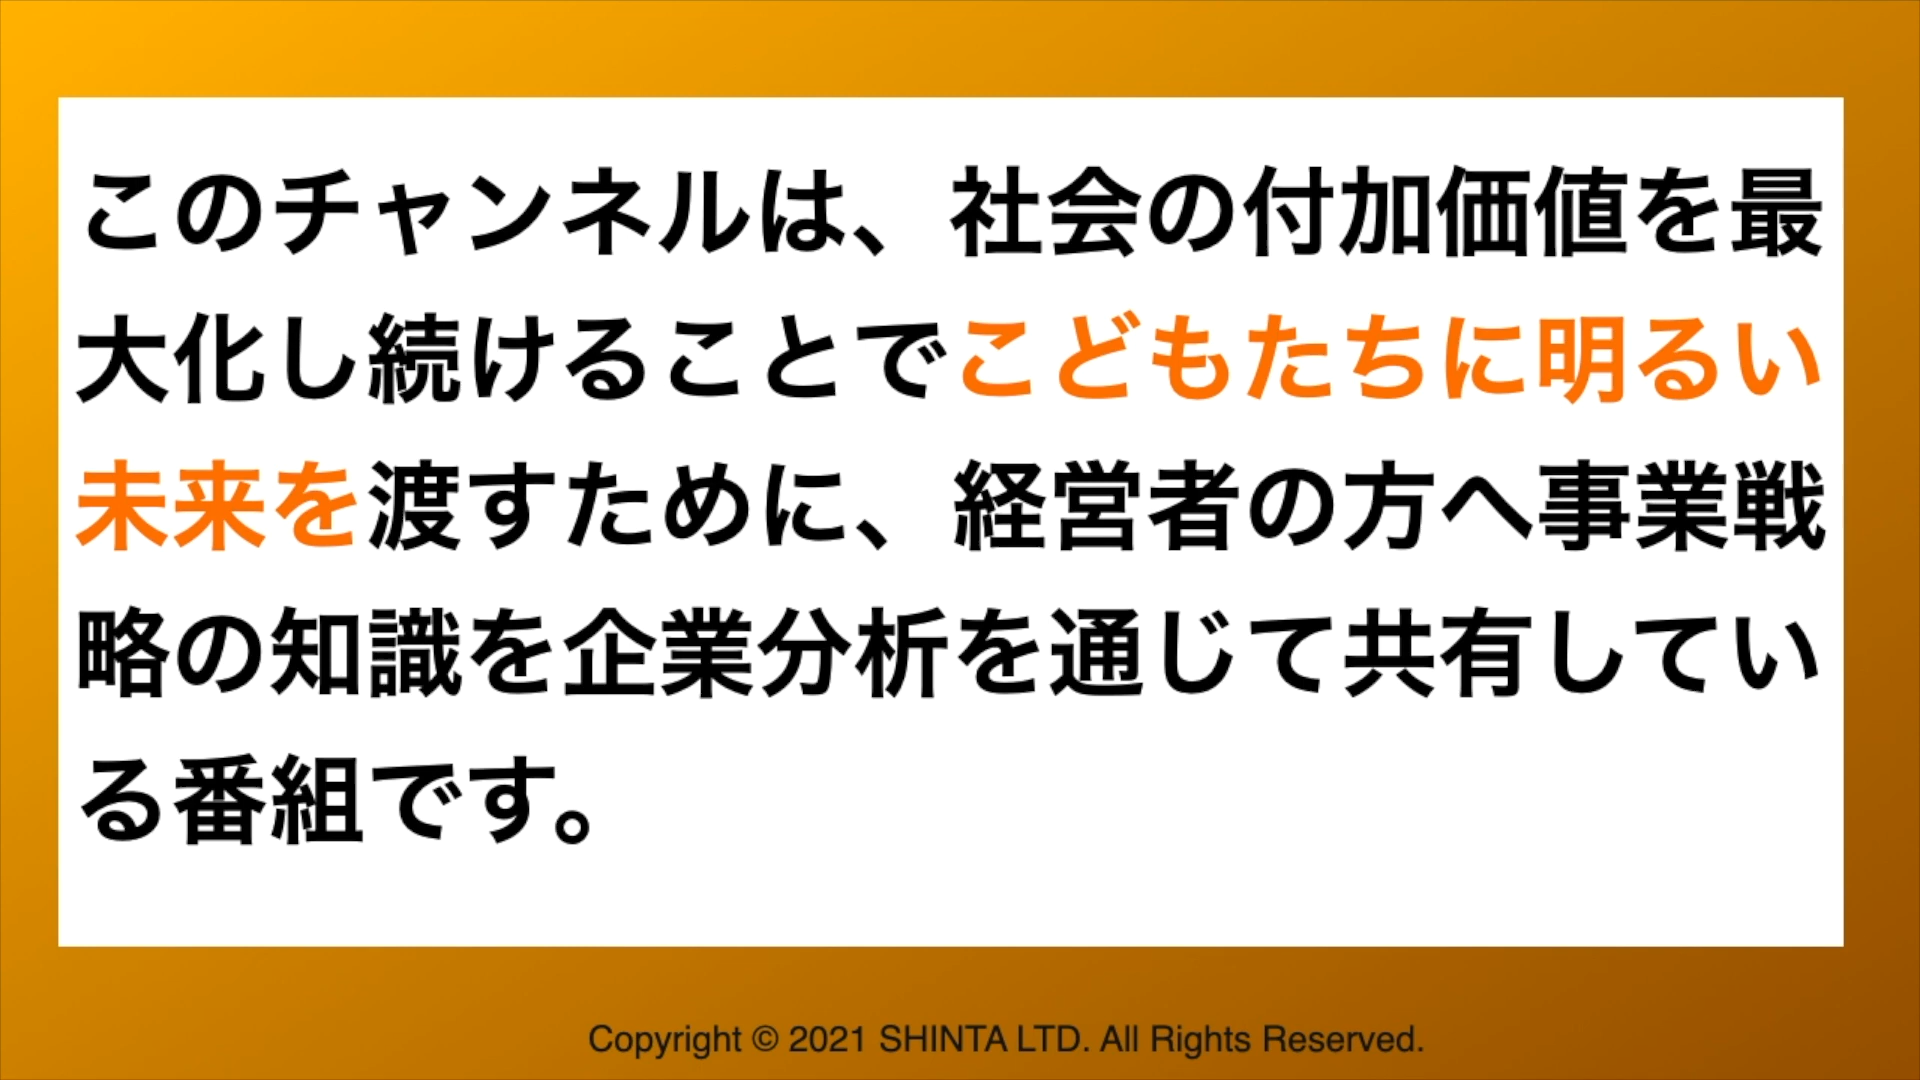 このチャンネルは、社会の付加価値を最
大化し続けることでこどもたちに明るい
未来を渡すために、経営者の方へ事業戦
略の知識を企業分析を通じて共有してい
る番組です。
Copyright © 2021 SHINTA LTD. All Rights Reserved.